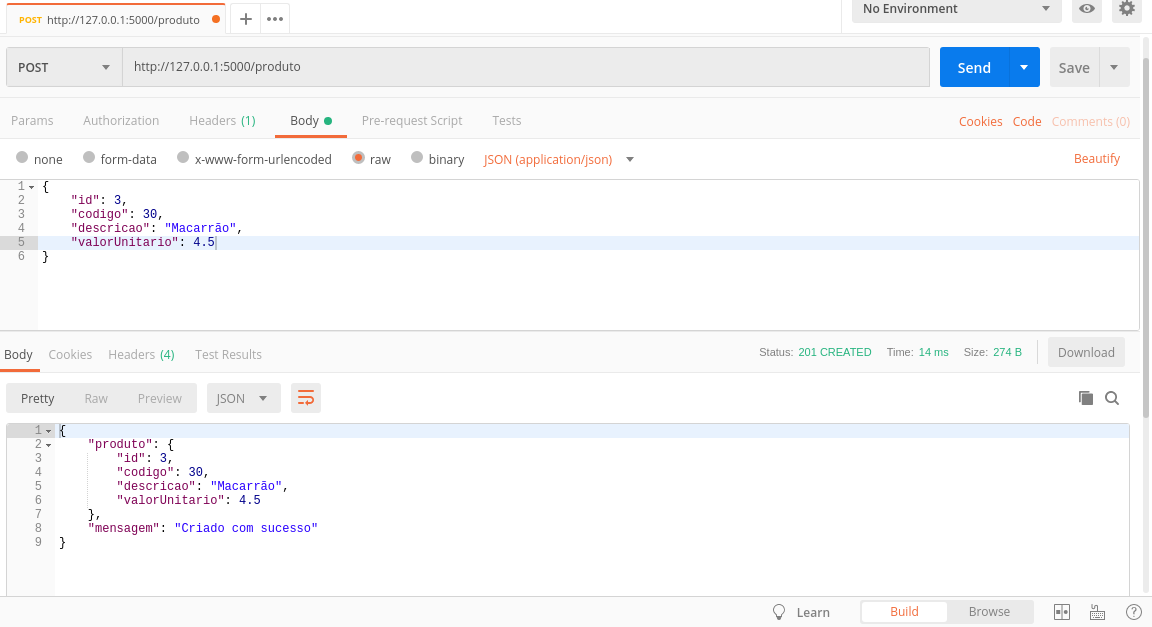 POST http://127.0.0.1:5000/produto
No Environment
POST http://127.0.0.1:5000/produto Send Save
Params Authorization Headers (1) Body Pre-request Script Tests Cookies Code Comments (0)
none form-data x-www-form-urlencoded raw binary JSON (application/json) Beautify
1 {
2 "id": 3,
3 "codigo": 30,
4 "descricao": "Macarrão",
5 "valorUnitario": 4.5
6 }
Body Cookies Headers (4) Test Results Status: 201 CREATED Time: 14 ms Size: 274 B Download
Pretty Raw Preview JSON
1 {
2 "produto": {
3 "id": 3,
4 "codigo": 30,
5 "descricao": "Macarrão",
6 "valorUnitario": 4.5
7 },
8 "mensagem": "Criado com sucesso"
9 }
Learn Build Browse ?